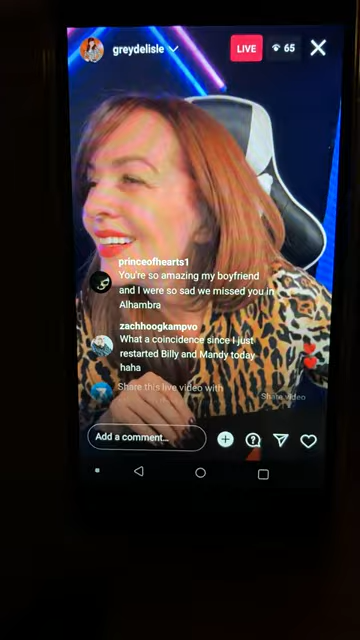 greydelisle
LIVE
65
princeofhearts1
You're so amazing my boyfriend
and I were so sad we missed you in
Alhambra
zachhoogkampvo
What a coincidence since I just
restarted Billy and Mandy today
haha
Share this live video with
Share video
Add a comment...